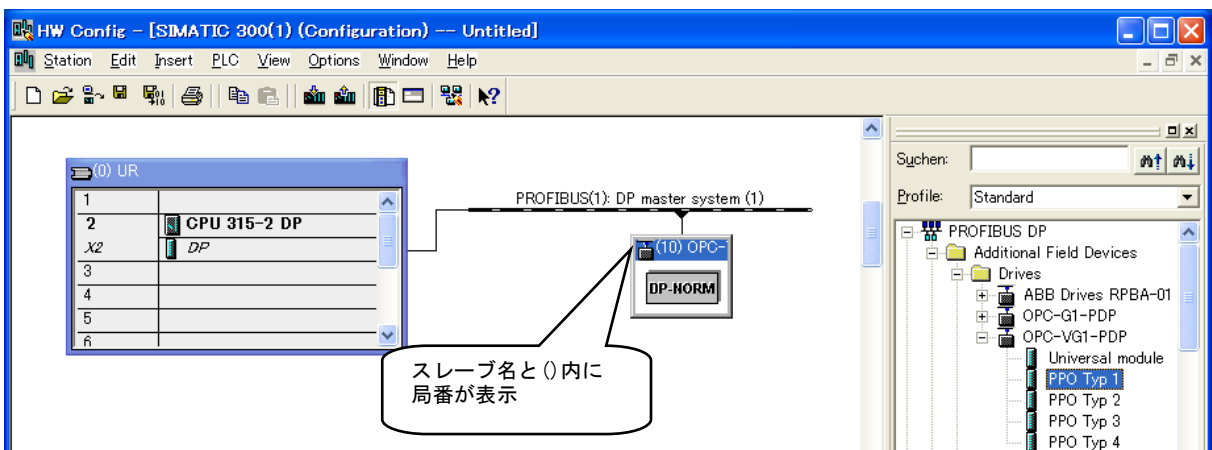 HW Config - [SIMATIC 300(1) (Configuration) -- Untitled]
Station Edit Insert PLC View Options Window Help
(0) UR
1
2 CPU 315-2 DP
X2 DP
3
4
5
6
PROFIBUS(1): DP master system (1)
(10) OPC-
DP-NORM
スレーブ名と()内に
局番が表示
Suchen:
Profile: Standard
PROFIBUS DP
Additional Field Devices
Drives
ABB Drives RPBA-01
OPC-G1-PDP
OPC-VG1-PDP
Universal module
PPO Typ 1
PPO Typ 2
PPO Typ 3
PPO Typ 4